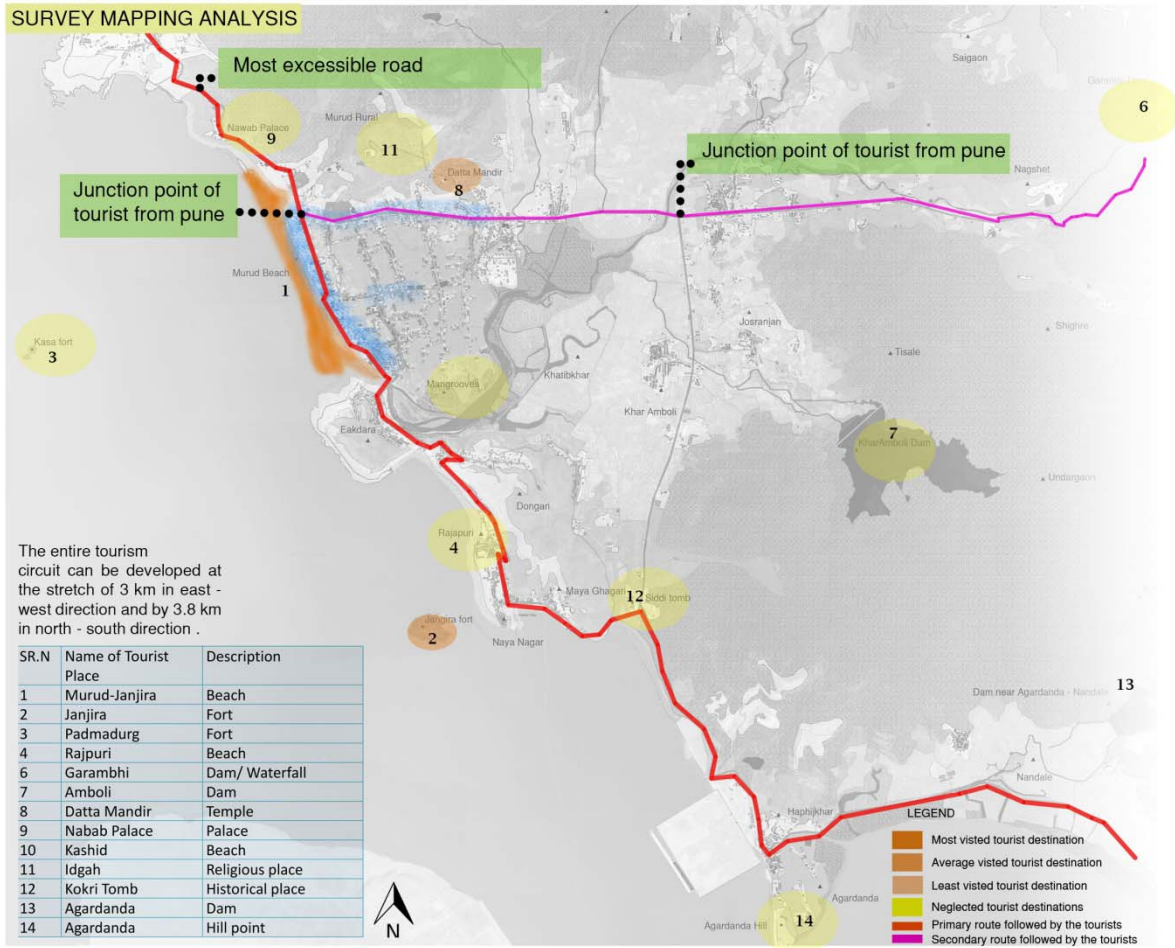 SURVEY MAPPING ANALYSIS
Most excessible road
Saigaon
6
Murud Rural
Nawab Palace
9
11
Junction point of tourist from pune
Nagshet
Datta Mandir
8
Junction point of
tourist from pune
Murud Beach
1
Kasa fort
3
Josranjan
Shighre
Tisale
Khatibkhar
Mangrooves
Khar Amboli
7
KharAmboli Dam
Eakdara
Undargaon
Dongari
Rajapuri
4
The entire tourism
circuit can be developed at
the stretch of 3 km in east -
west direction and by 3.8 km
in north - south direction .
Maya Ghagari
12
Siddi tomb
Janjira fort
2
Naya Nagar
SR.N Name of Tourist Place Description
1 Murud-Janjira Beach
2 Janjira Fort
3 Padmadurg Fort
4 Rajpuri Beach
6 Garambhi Dam/ Waterfall
7 Amboli Dam
8 Datta Mandir Temple
9 Nabab Palace Palace
10 Kashid Beach
11 Idgah Religious place
12 Kokri Tomb Historical place
13 Agardanda Dam
14 Agardanda Hill point
N
13
Dam near Agardanda - Nandale
Nandale
Haphijkhar
Agardanda
Agardanda Hill
14
LEGEND
Most visted tourist destination
Average visted tourist destination
Least visted tourist destination
Neglected tourist destinations
Primary route followed by the tourists
Secondary route followed by the tourists